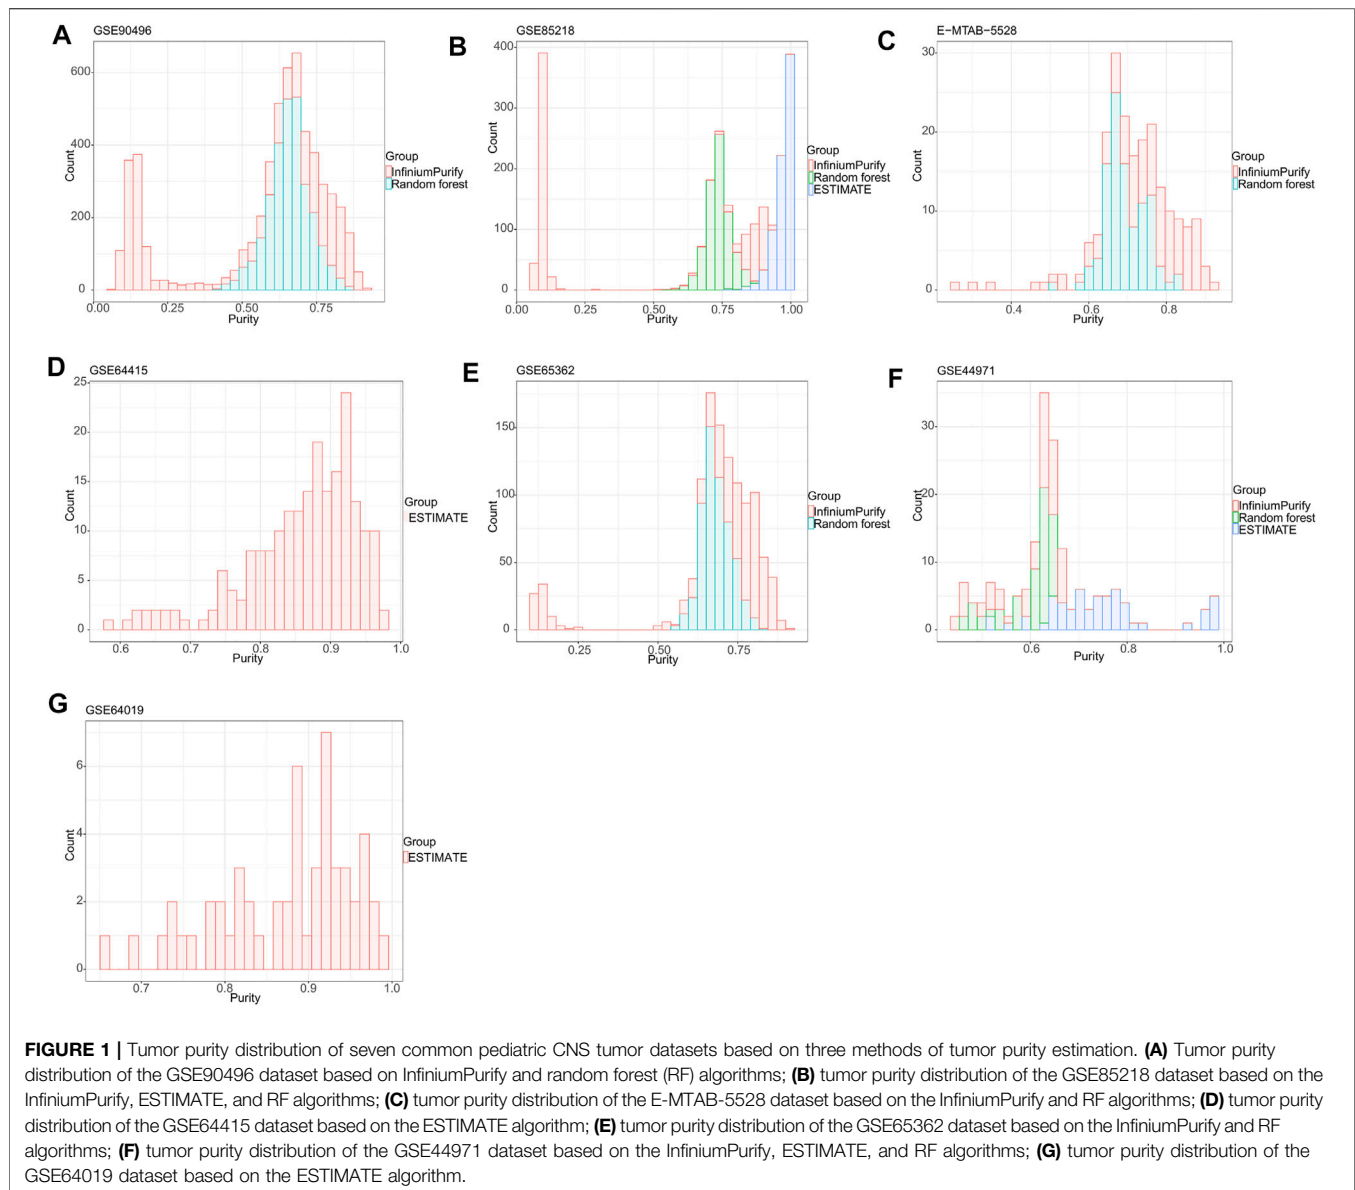 A
GSE90496
600
400
200
0
Count
0.00
0.25
0.50
0.75
Purity
Group
InfiniumPurify
Random forest
B
GSE85218
400
300
200
100
0
Count
0.00
0.25
0.50
0.75
1.00
Purity
Group
InfiniumPurify
Random forest
ESTIMATE
C
E-MTAB-5528
30
20
10
0
Count
0.4
0.6
0.8
Purity
Group
InfiniumPurify
Random forest
D
GSE64415
25
20
15
10
5
0
Count
0.6
0.7
0.8
0.9
1.0
Purity
Group
ESTIMATE
E
GSE65362
150
100
50
0
Count
0.25
0.50
0.75
Purity
Group
InfiniumPurify
Random forest
F
GSE44971
30
20
10
0
Count
0.6
0.8
1.0
Purity
Group
InfiniumPurify
Random forest
ESTIMATE
G
GSE64019
6
4
2
0
Count
0.7
0.8
0.9
1.0
Purity
Group
ESTIMATE
FIGURE 1 | Tumor purity distribution of seven common pediatric CNS tumor datasets based on three methods of tumor purity estimation. (A) Tumor purity
distribution of the GSE90496 dataset based on InfiniumPurify and random forest (RF) algorithms; (B) tumor purity distribution of the GSE85218 dataset based on the
InfiniumPurify, ESTIMATE, and RF algorithms; (C) tumor purity distribution of the E-MTAB-5528 dataset based on the InfiniumPurify and RF algorithms; (D) tumor purity
distribution of the GSE64415 dataset based on the ESTIMATE algorithm; (E) tumor purity distribution of the GSE65362 dataset based on the InfiniumPurify and RF
algorithms; (F) tumor purity distribution of the GSE44971 dataset based on the InfiniumPurify, ESTIMATE, and RF algorithms; (G) tumor purity distribution of the
GSE64019 dataset based on the ESTIMATE algorithm.